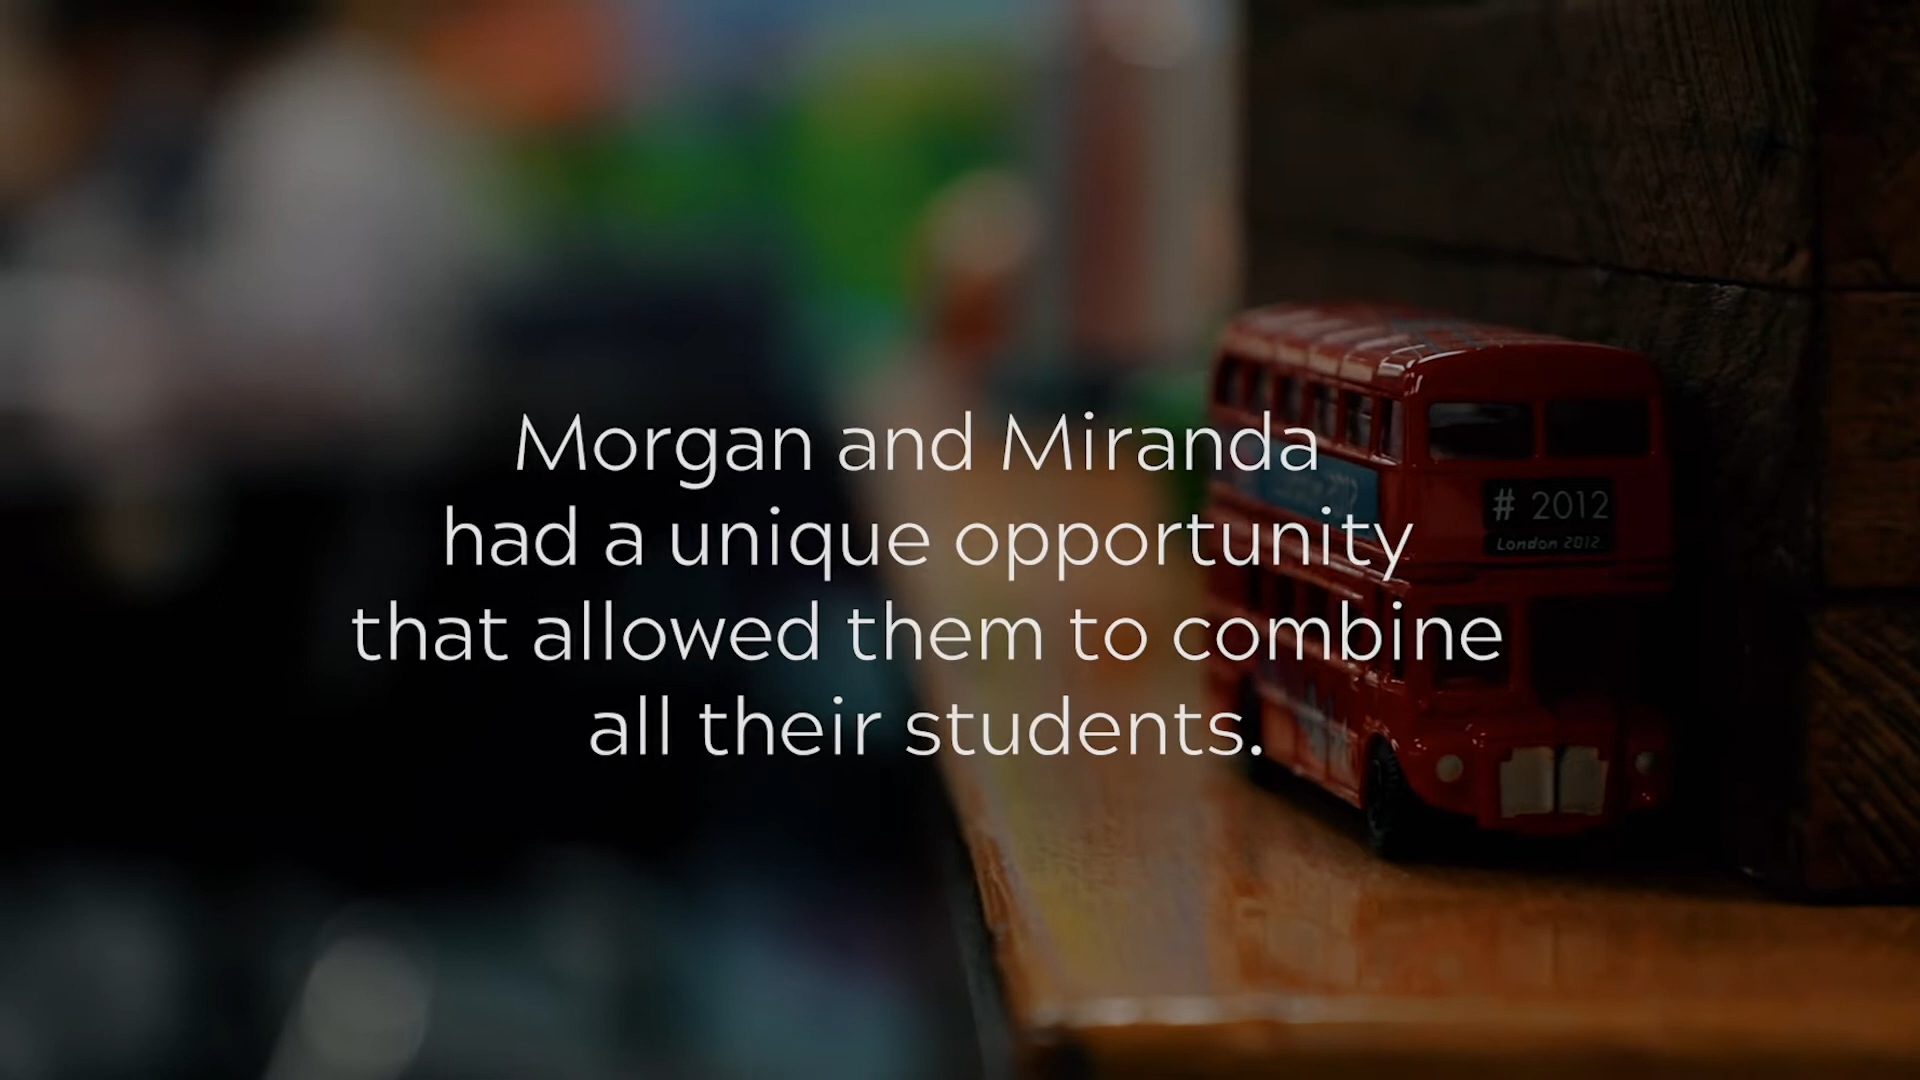 Morgan and Miranda
had a unique opportunity
that allowed them to combine
all their students.
# 2012
London 2012